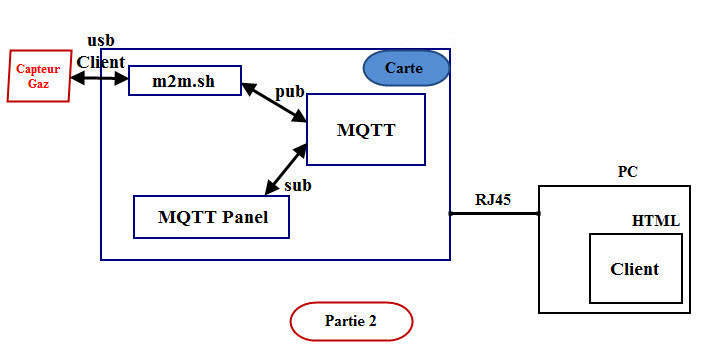 usb
Client
Capteur
Gaz
m2m.sh
Carte
pub
MQTT
sub
MQTT Panel
RJ45
PC
HTML
Client
Partie 2